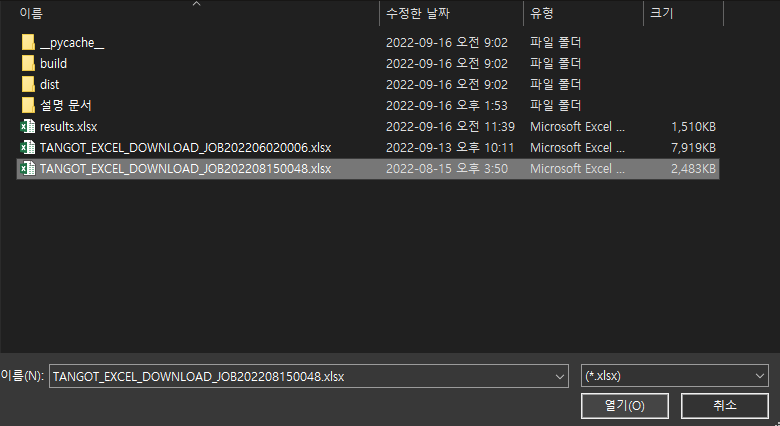 이름 수정한 날짜 유형 크기
__pycache__ 2022-09-16 오전 9:02 파일 폴더
build 2022-09-16 오전 9:02 파일 폴더
dist 2022-09-16 오전 9:02 파일 폴더
설명 문서 2022-09-16 오후 1:53 파일 폴더
results.xlsx 2022-09-16 오전 11:39 Microsoft Excel ... 1,510KB
TANGOT_EXCEL_DOWNLOAD_JOB202206020006.xlsx 2022-09-13 오후 10:11 Microsoft Excel ... 7,919KB
TANGOT_EXCEL_DOWNLOAD_JOB202208150048.xlsx 2022-08-15 오후 3:50 Microsoft Excel ... 2,483KB
이름(N): TANGOT_EXCEL_DOWNLOAD_JOB202208150048.xlsx (*.xlsx)
열기(O) 취소